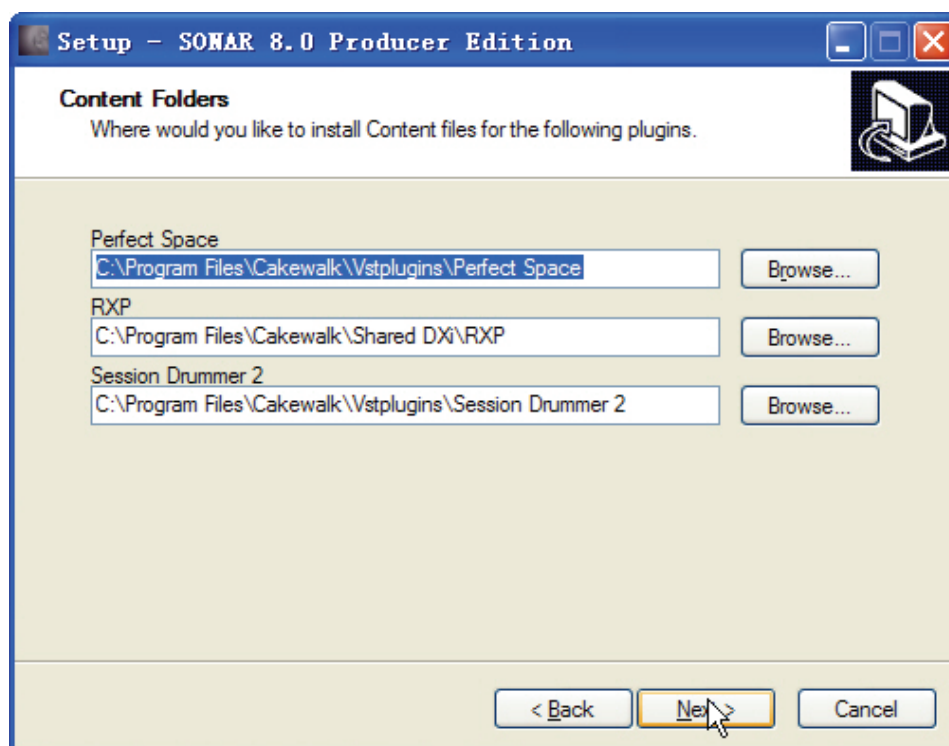 Setup - SONAR 8.0 Producer Edition
Content Folders
Where would you like to install Content files for the following plugins.
Perfect Space
C:\Program Files\Cakewalk\Vstplugins\Perfect Space
Browse...
RXP
C:\Program Files\Cakewalk\Shared DXi\RXP
Browse...
Session Drummer 2
C:\Program Files\Cakewalk\Vstplugins\Session Drummer 2
Browse...
< Back
Next >
Cancel